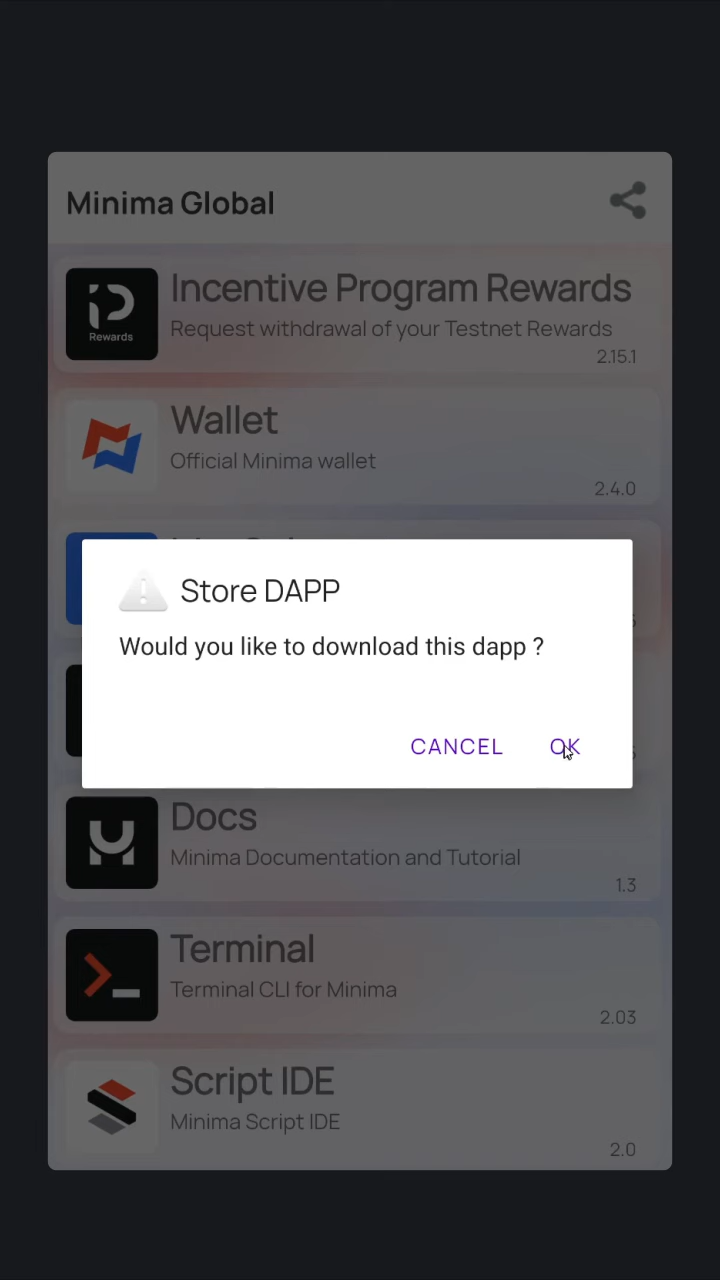 Minima Global
Incentive Program Rewards
Rewards
Request withdrawal of your Testnet Rewards
2.15.1
Wallet
Official Minima wallet
2.4.0
Store DAPP
Would you like to download this dapp ?
CANCEL
OK
Docs
Minima Documentation and Tutorial
1.3
Terminal
Terminal CLI for Minima
2.03
Script IDE
Minima Script IDE
2.0